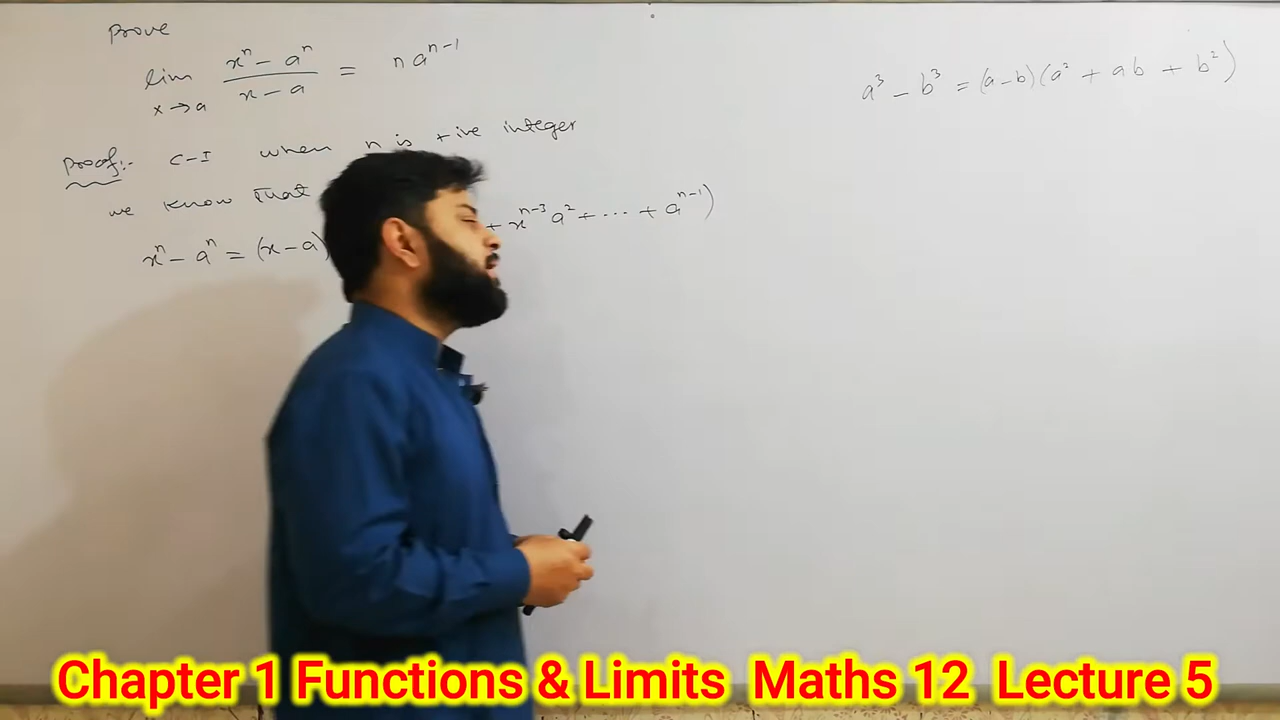 Prove
lim x→a (xⁿ - aⁿ)/(x - a) = n aⁿ⁻¹
Proof:- C-I when n is +ive integer
we know that
xⁿ - aⁿ = (x-a) + xⁿ⁻³a² + ··· + aⁿ⁻¹)
a³ - b³ = (a-b)(a² + ab + b²)
Chapter 1 Functions & Limits Maths 12 Lecture 5